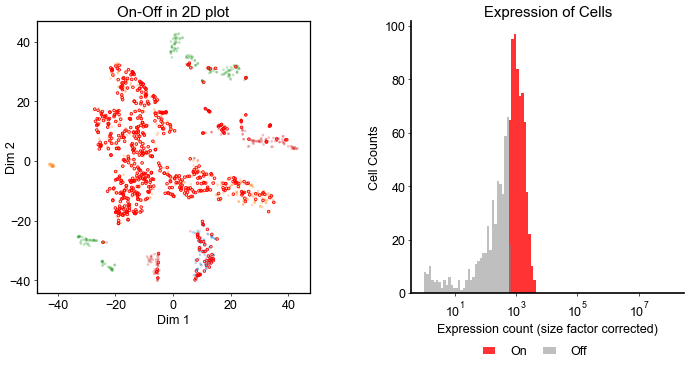 On-Off in 2D plot
Dim 2
40
20
0
−20
−40
−40 −20 0 20 40
Dim 1
Expression of Cells
Cell Counts
100
80
60
40
20
0
10^1 10^3 10^5 10^7
Expression count (size factor corrected)
On Off